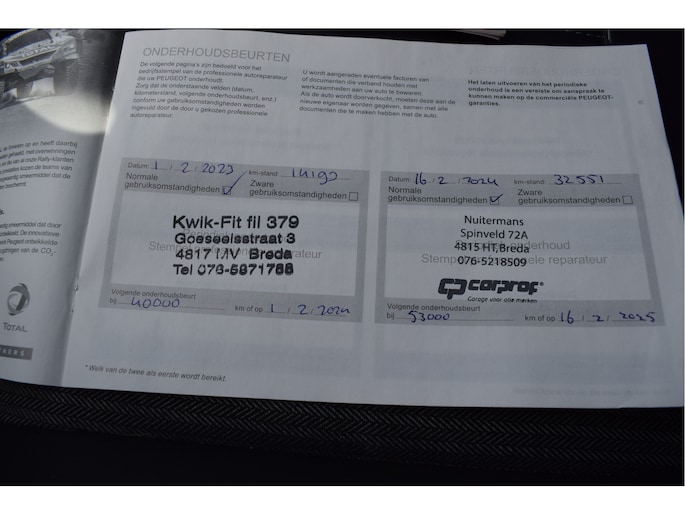 ONDERHOUDSBEURTEN
De volgende pagina's zijn bedoeld voor het
bedrijfsstempel van de professionele autoreparateur
die uw PEUGEOT onderhoudt.
Zorg dat de onderstaande velden (datum,
kilometerstand, volgende onderhoudsbeurt, enz.)
conform uw gebruiksomstandigheden worden
ingevuld door de door u gekozen professionele
autoreparateur.
U wordt aangeraden eventuele facturen van
of documenten die verband houden met
werkzaamheden aan uw auto te bewaren.
Als de auto wordt doorverkocht, moeten deze aan de
nieuwe eigenaar worden gegeven, samen met alle
documenten die te maken hebben met de auto.
Het laten uitvoeren van het periodieke
onderhoud is een vereiste om aanspraak te
kunnen maken op de commerciële PEUGEOT-
garanties.
Datum: 1 / 2 / 2023 km-stand:
Normale
gebruiksomstandigheden
Zware
gebruiksomstandigheden
Kwik-Fit fil 379
Goeseelsstraat 3
4817 MV Breda
Tel 076-5971788
Volgende onderhoudsbeurt
bij 40000 km of op 1 / 2 / 2024
Datum: 16 / 2 / 2024 km-stand: 32551
Normale
gebruiksomstandigheden
Zware
gebruiksomstandigheden
Nuitermans
Spinveld 72A
4815 HT, Breda
076-5218509
carprof
Garage voor alle merken
Volgende onderhoudsbeurt
bij 53000 km of op 16 / 2 / 2025
* Welk van de twee als eerste wordt bereikt.
TOTAL